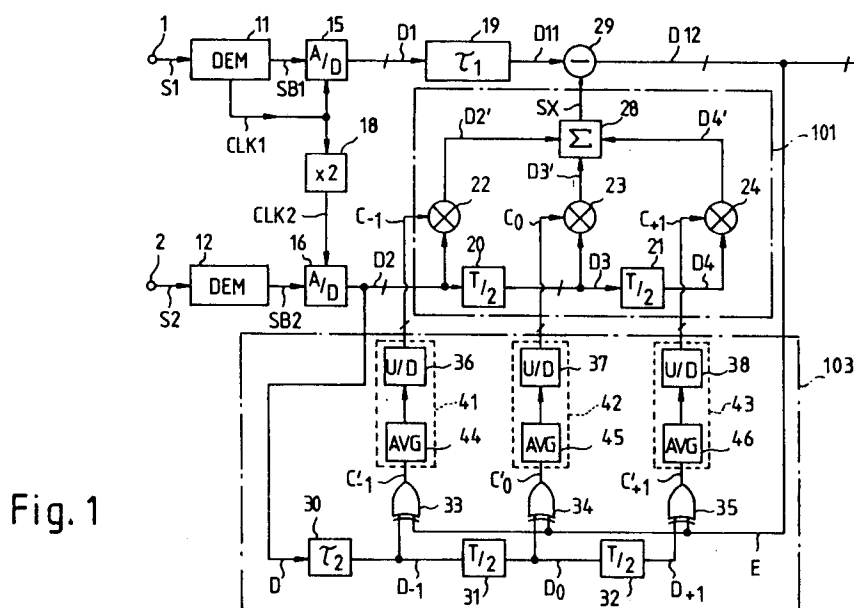 1 11 15 19 29
S1 DEM SB1 A/D D1 τ1 D11 − D12
CLK1 18 x2 CLK2
SX 28 Σ 101
D2' D3' D4'
C-1 22 C0 23 C+1 24
2 12 16 20 21
S2 DEM SB2 A/D D2 T/2 D3 T/2 D4
U/D 36 U/D 37 U/D 38 103
41 42 43
AVG 44 AVG 45 AVG 46
C'-1 C'0 C'+1
33 34 35
30
D τ2 D-1 T/2 D0 T/2 D+1 E
31 32
Fig. 1